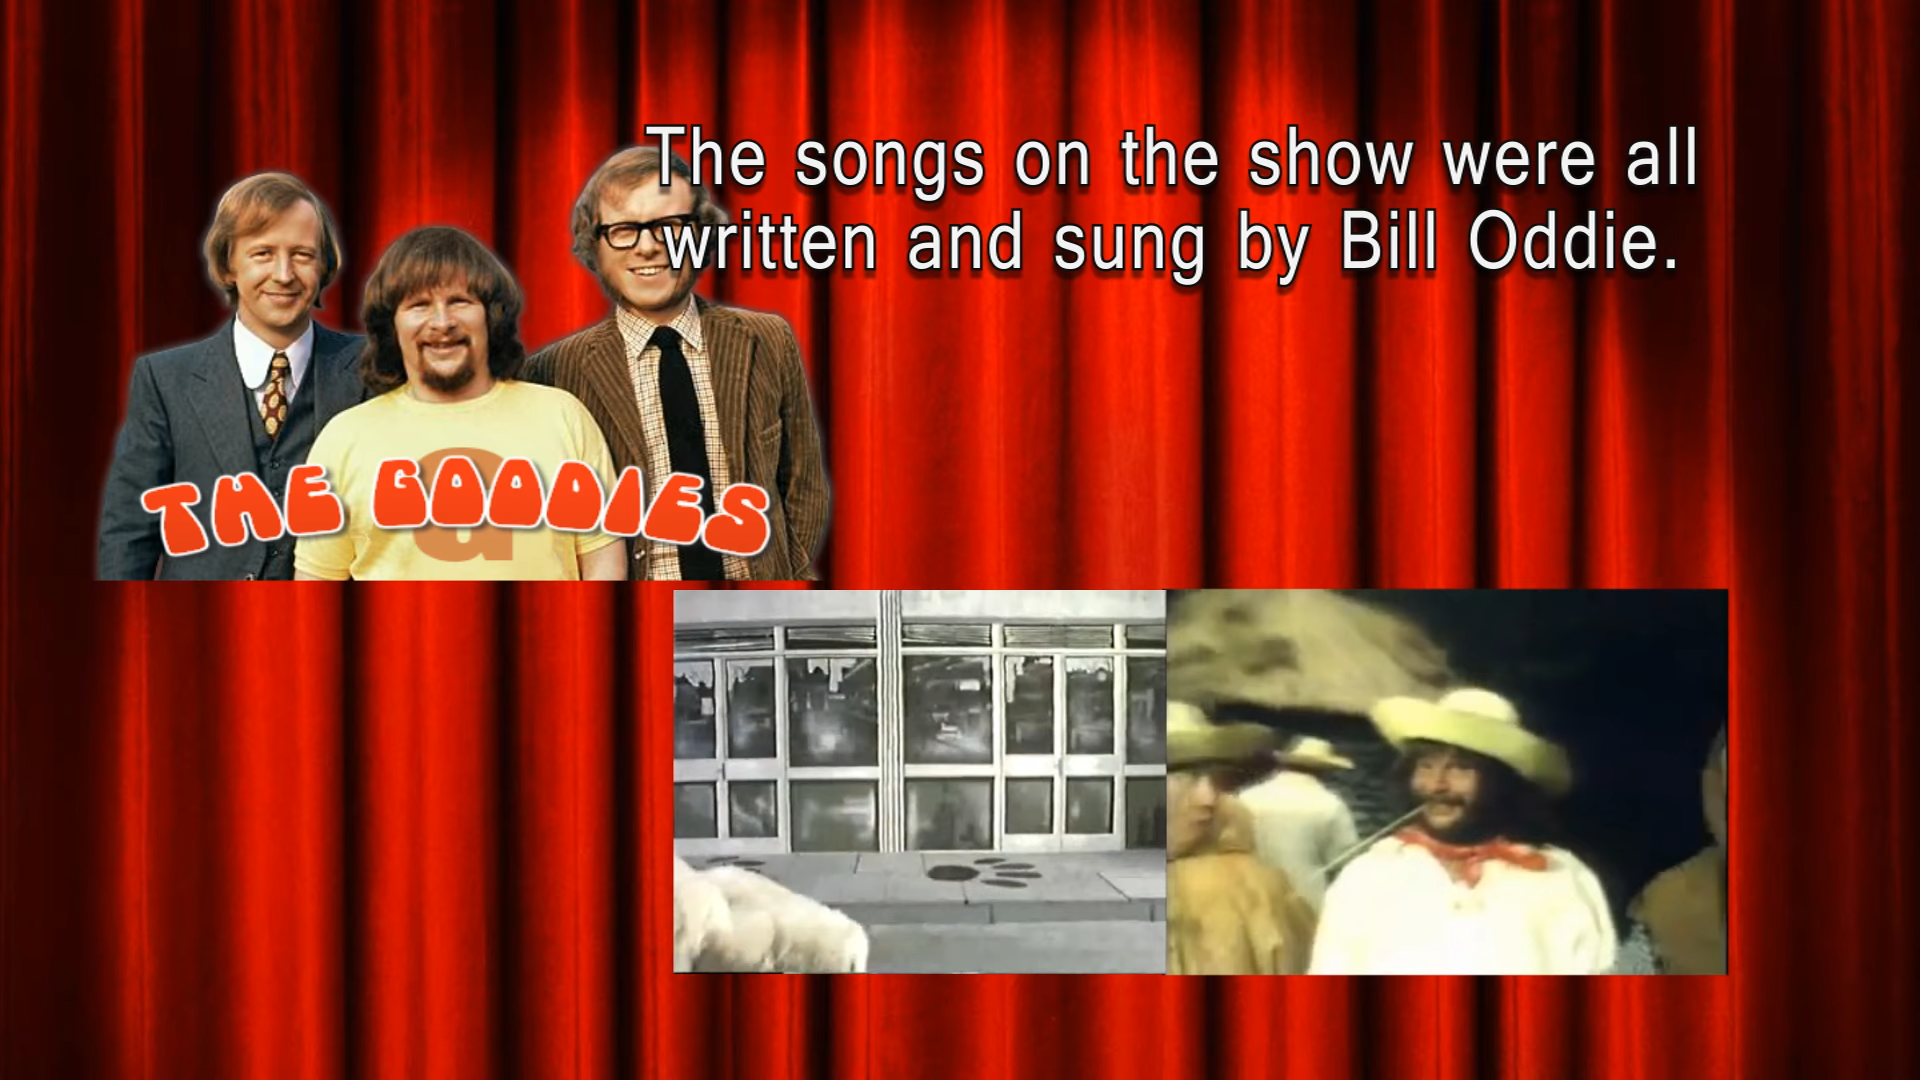 The songs on the show were all
written and sung by Bill Oddie.
THE GOODIES
G